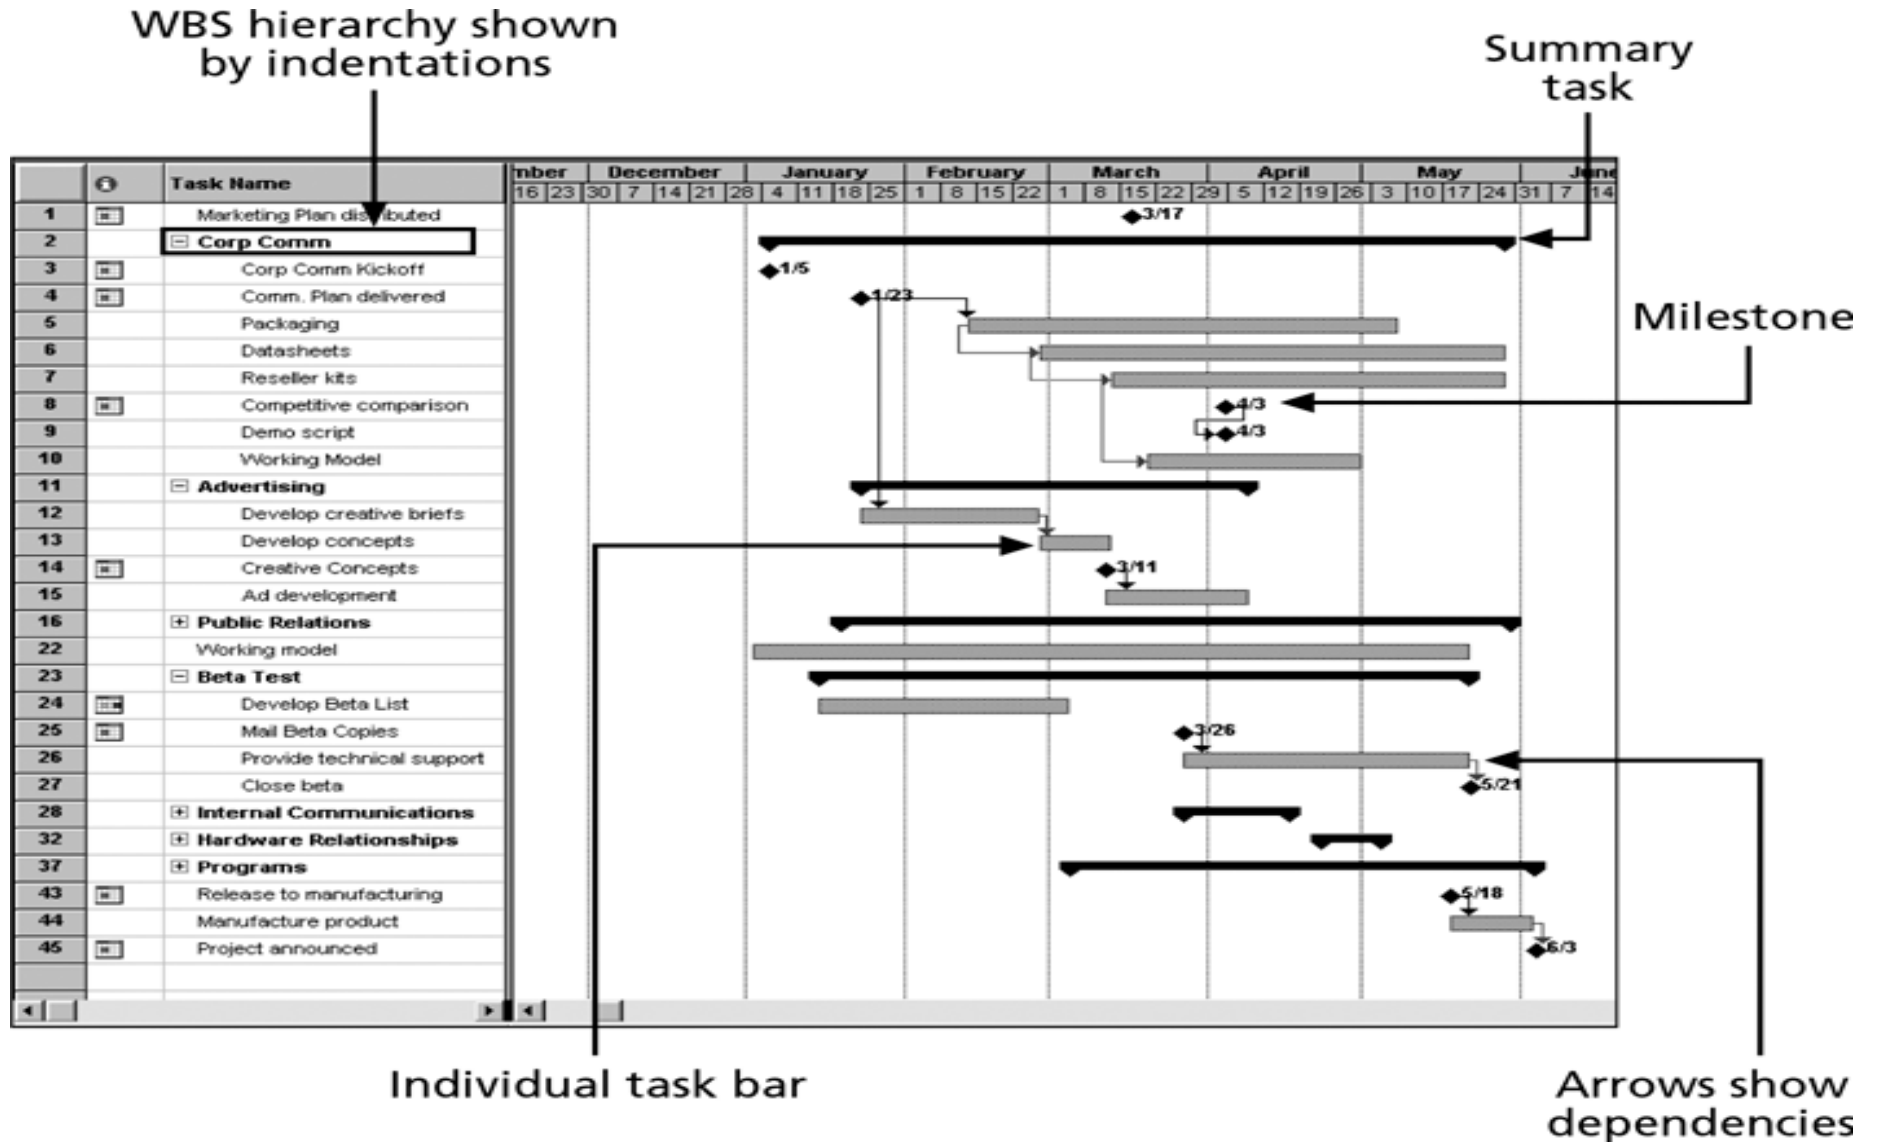 WBS hierarchy shown
by indentations
Summary
task
Task Name
mber December January February March April May June
16 23 30 7 14 21 28 4 11 18 25 1 8 15 22 1 8 15 22 29 5 12 19 26 3 10 17 24 31 7 14
1 Marketing Plan distributed 3/17
2 Corp Comm
3 Corp Comm Kickoff 1/5
4 Comm. Plan delivered 1/23
5 Packaging
Milestone
6 Datasheets
7 Reseller kits
8 Competitive comparison 4/3
9 Demo script 4/3
10 Working Model
11 Advertising
12 Develop creative briefs
13 Develop concepts
14 Creative Concepts 3/11
15 Ad development
16 Public Relations
22 Working model
23 Beta Test
24 Develop Beta List
25 Mail Beta Copies 3/26
26 Provide technical support
27 Close beta 5/21
28 Internal Communications
32 Hardware Relationships
37 Programs
43 Release to manufacturing 5/18
44 Manufacture product
45 Project announced 6/3
Individual task bar
Arrows show
dependencies